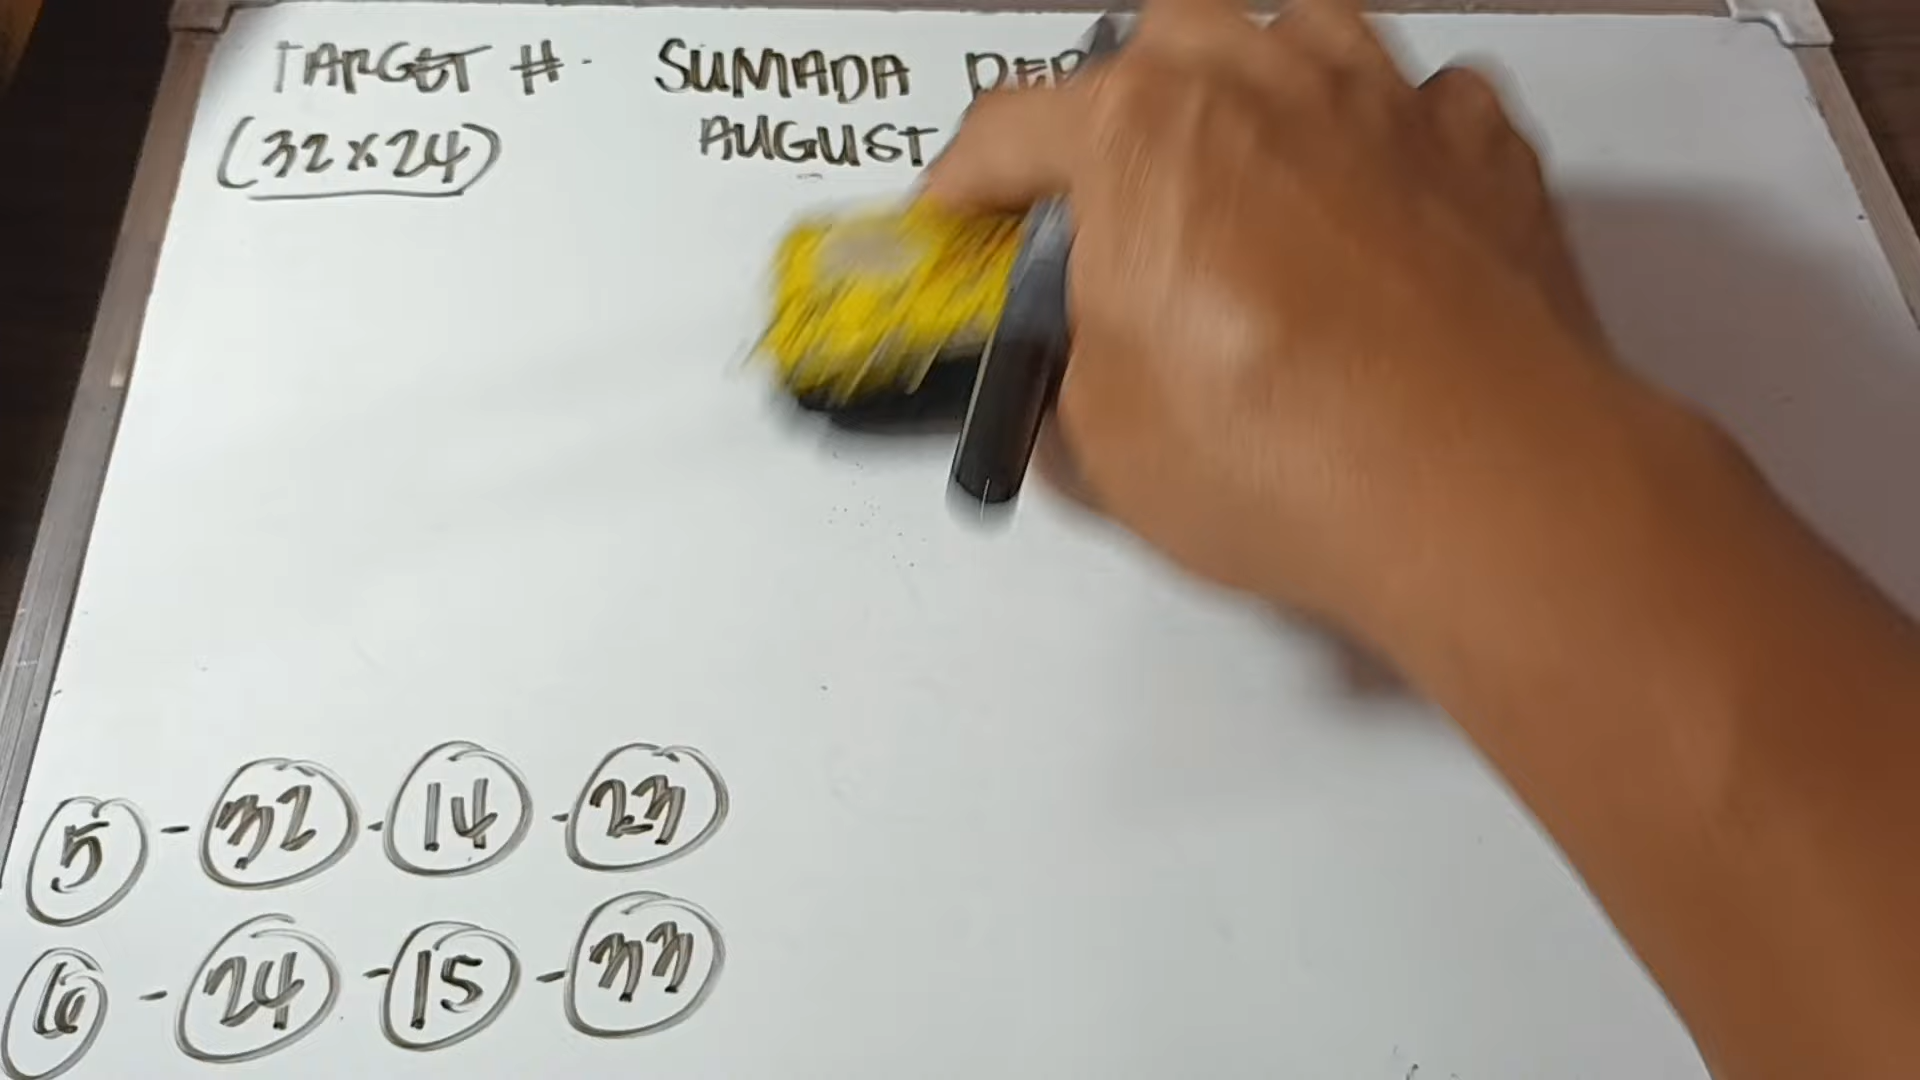 TARGET #. SUMADA
(32x24) AUGUST
5 - 32 - 14 - 23
6 - 24 - 15 - 33